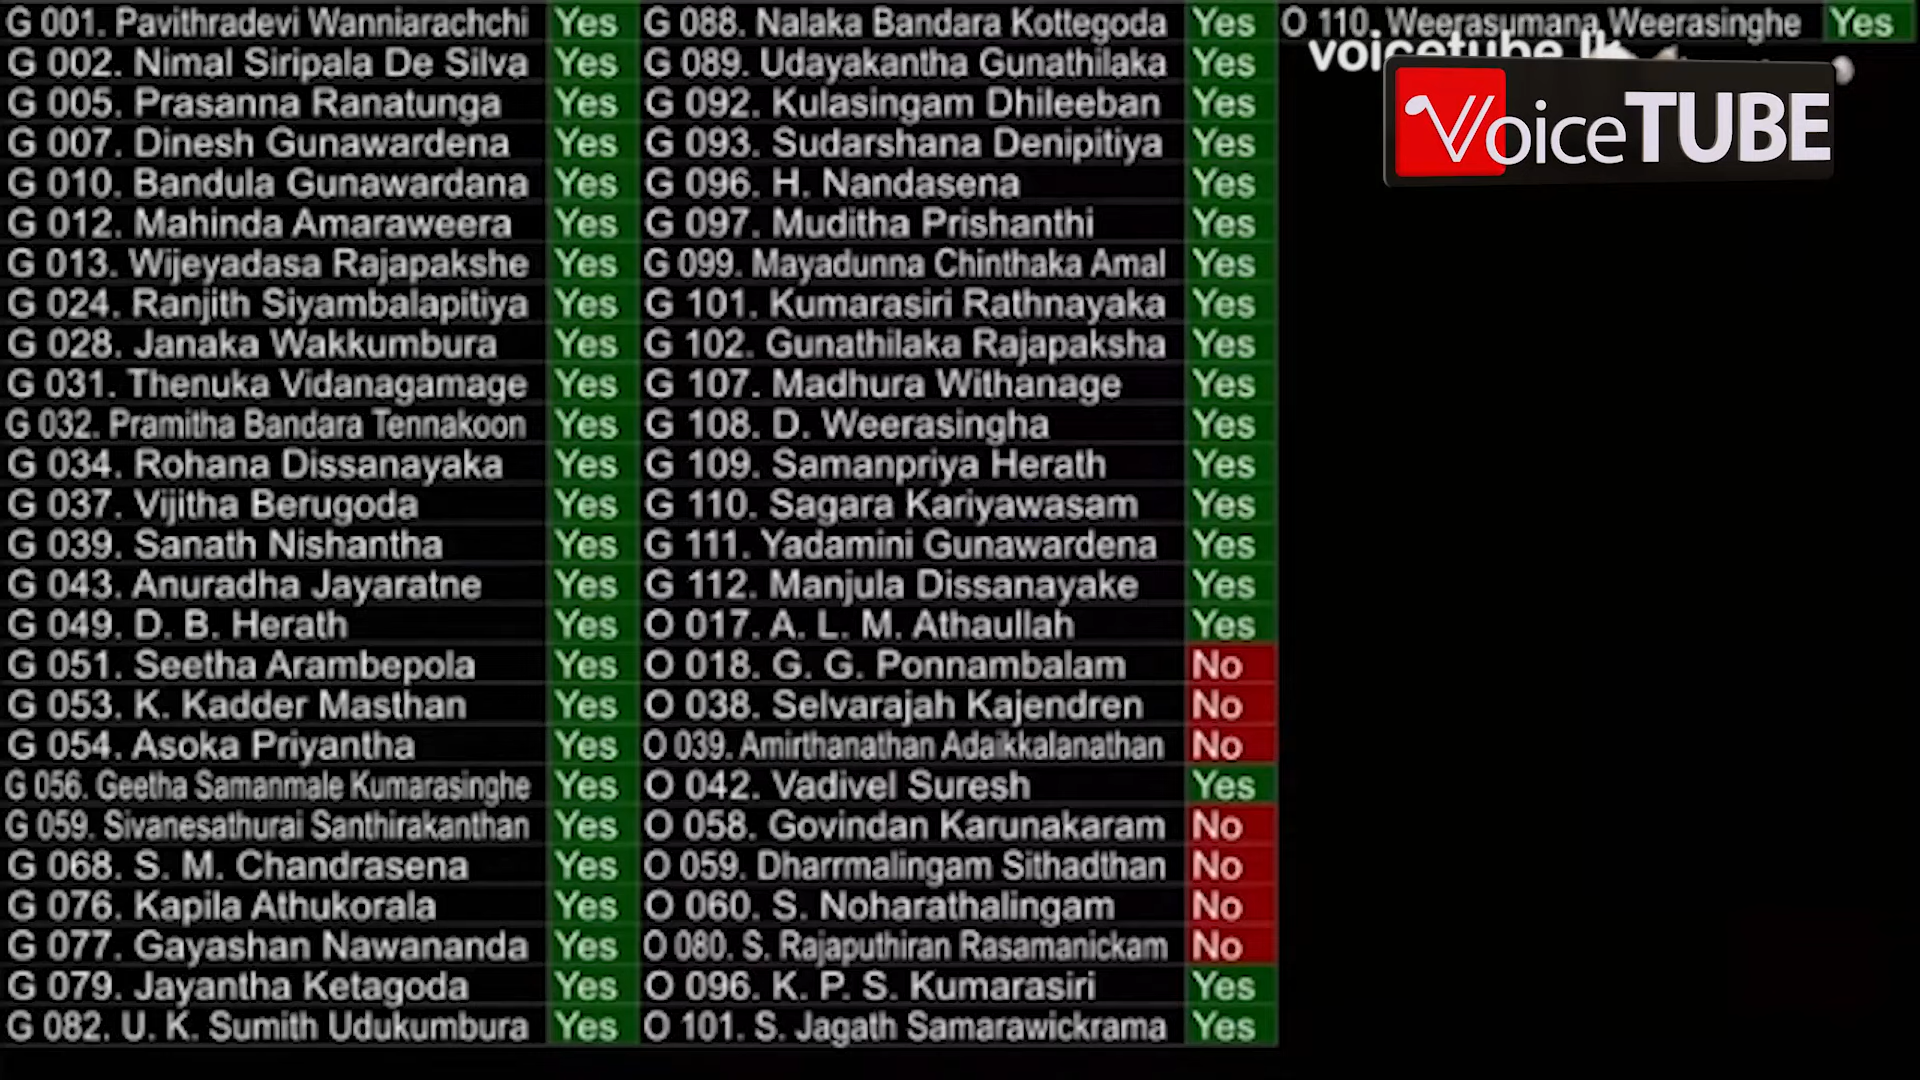 G 001. Pavithradevi Wanniarachchi Yes
G 002. Nimal Siripala De Silva Yes
G 005. Prasanna Ranatunga Yes
G 007. Dinesh Gunawardena Yes
G 010. Bandula Gunawardana Yes
G 012. Mahinda Amaraweera Yes
G 013. Wijeyadasa Rajapakshe Yes
G 024. Ranjith Siyambalapitiya Yes
G 028. Janaka Wakkumbura Yes
G 031. Thenuka Vidanagamage Yes
G 032. Pramitha Bandara Tennakoon Yes
G 034. Rohana Dissanayaka Yes
G 037. Vijitha Berugoda Yes
G 039. Sanath Nishantha Yes
G 043. Anuradha Jayaratne Yes
G 049. D. B. Herath Yes
G 051. Seetha Arambepola Yes
G 053. K. Kadder Masthan Yes
G 054. Asoka Priyantha Yes
G 056. Geetha Samanmale Kumarasinghe Yes
G 059. Sivanesathurai Santhirakanthan Yes
G 068. S. M. Chandrasena Yes
G 076. Kapila Athukorala Yes
G 077. Gayashan Nawananda Yes
G 079. Jayantha Ketagoda Yes
G 082. U. K. Sumith Udukumbura Yes
G 088. Nalaka Bandara Kottegoda Yes
G 089. Udayakantha Gunathilaka Yes
G 092. Kulasingam Dhileeban Yes
G 093. Sudarshana Denipitiya Yes
G 096. H. Nandasena Yes
G 097. Muditha Prishanthi Yes
G 099. Mayadunna Chinthaka Amal Yes
G 101. Kumarasiri Rathnayaka Yes
G 102. Gunathilaka Rajapaksha Yes
G 107. Madhura Withanage Yes
G 108. D. Weerasingha Yes
G 109. Samanpriya Herath Yes
G 110. Sagara Kariyawasam Yes
G 111. Yadamini Gunawardena Yes
G 112. Manjula Dissanayake Yes
O 017. A. L. M. Athaullah Yes
O 018. G. G. Ponnambalam No
O 038. Selvarajah Kajendren No
O 039. Amirthanathan Adaikkalanathan No
O 042. Vadivel Suresh Yes
O 058. Govindan Karunakaram No
O 059. Dharrmalingam Sithadthan No
O 060. S. Noharathalingam No
O 080. S. Rajaputhiran Rasamanickam No
O 096. K. P. S. Kumarasiri Yes
O 101. S. Jagath Samarawickrama Yes
O 110. Weerasumana Weerasinghe Yes
voicetube.lk
VoiceTUBE